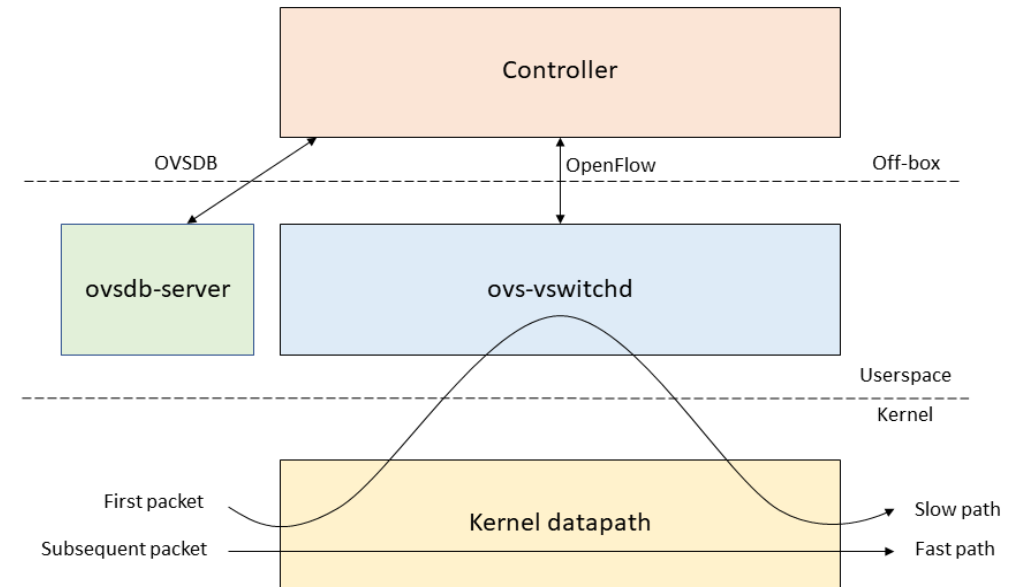 Controller
OVSDB
OpenFlow
Off-box
ovsdb-server
ovs-vswitchd
Userspace
Kernel
First packet
Kernel datapath
Slow path
Subsequent packet
Fast path